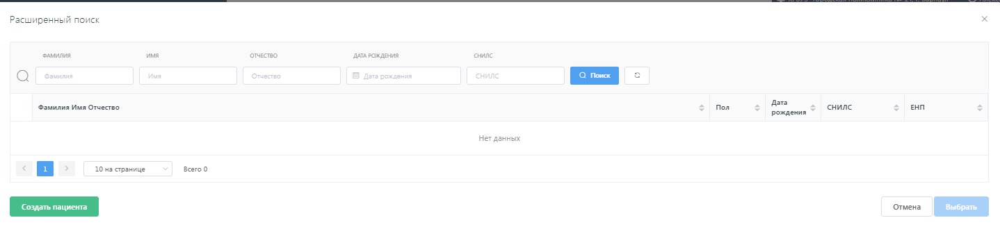 Расширенный поиск
ФАМИЛИЯ ИМЯ ОТЧЕСТВО ДАТА РОЖДЕНИЯ СНИЛС
Фамилия Имя Отчество Дата рождения СНИЛС Поиск
Фамилия Имя Отчество Пол Дата рождения СНИЛС ЕНП
Нет данных
1 10 на странице Всего 0
Создать пациента Отмена Выбрать